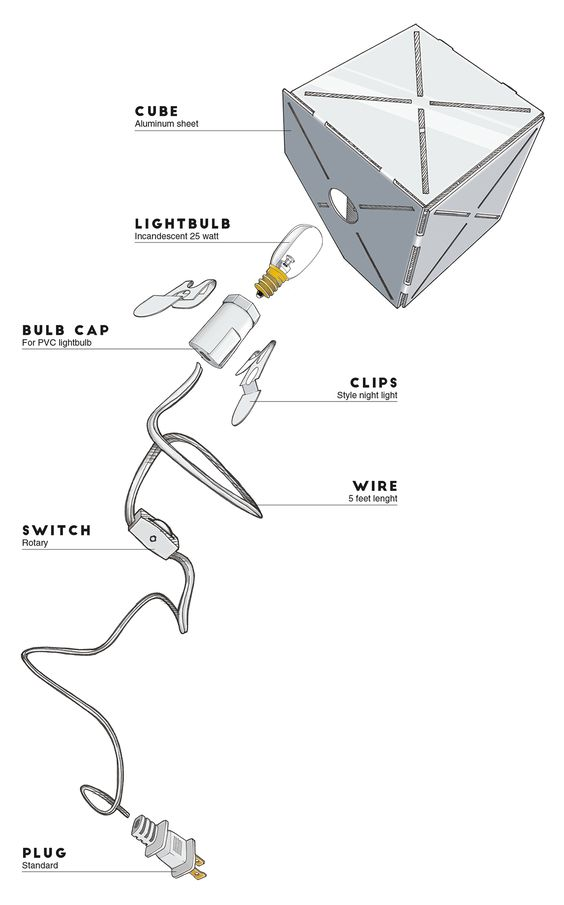 CUBE
Aluminum sheet
LIGHTBULB
Incandescent 25 watt
BULB CAP
For PVC lightbulb
CLIPS
Style night light
WIRE
5 feet lenght
SWITCH
Rotary
PLUG
Standard